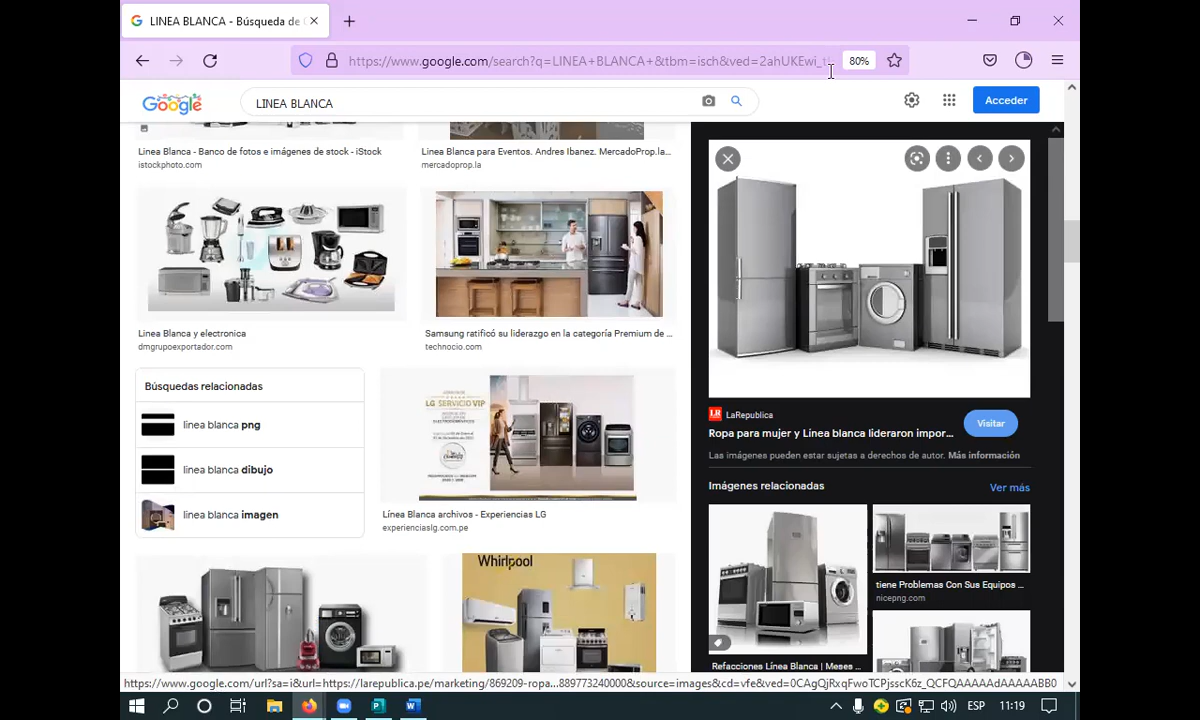 LINEA BLANCA - Búsqueda de
https://www.google.com/search?q=LINEA+BLANCA+&tbm=isch&ved=2ahUKEwi_t
80%
Google
LINEA BLANCA
Acceder
Linea Blanca - Banco de fotos e imágenes de stock - iStock
istockphoto.com
Linea Blanca para Eventos. Andres Ibanez. MercadoProp.la...
mercadoprop.la
Linea Blanca y electronica
dmgrupoexportador.com
Samsung ratificó su liderazgo en la categoría Premium de ...
technocio.com
Búsquedas relacionadas
linea blanca png
linea blanca dibujo
linea blanca imagen
LG SERVICIO VIP
Línea Blanca archivos - Experiencias LG
experienciaslg.com.pe
Whirlpool
LR LaRepublica
Ropa para mujer y Línea blanca lideraron impor...
Visitar
Las imágenes pueden estar sujetas a derechos de autor. Más información
Imágenes relacionadas
Ver más
tiene Problemas Con Sus Equipos ...
nicepng.com
Refacciones Línea Blanca | Meses ...
https://www.google.com/url?sa=i&url=https://larepublica.pe/marketing/869209-ropa...889773240000&source=images&cd=vfe&ved=0CAgQjRxqFwoTCPjsscK6z_QCFQAAAAAdAAAAABB0
ESP
11:19